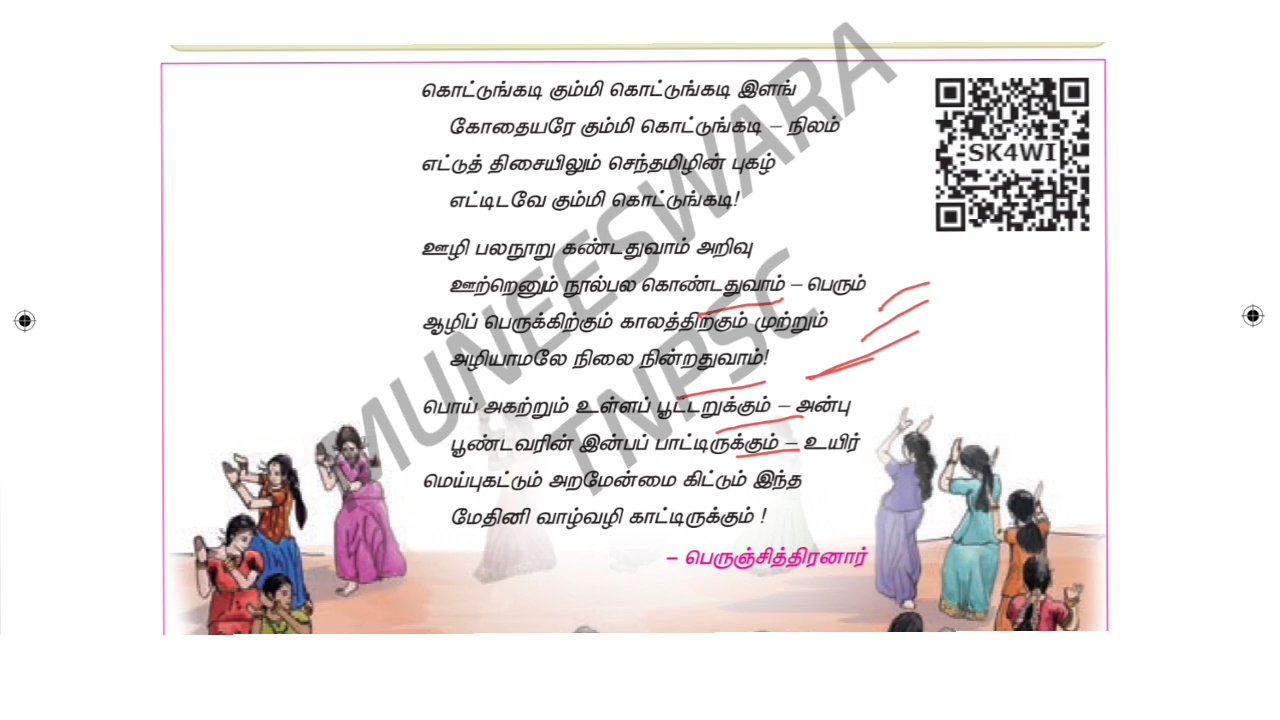 கொட்டுங்கடி கும்மி கொட்டுங்கடி இளங்
கோதையரே கும்மி கொட்டுங்கடி – நிலம்
எட்டுத் திசையிலும் செந்தமிழின் புகழ்
எட்டிடவே கும்மி கொட்டுங்கடி!
ஊழி பலநூறு கண்டதுவாம் அறிவு
ஊற்றெனும் நூல்பல கொண்டதுவாம் – பெரும்
ஆழிப் பெருக்கிற்கும் காலத்திற்கும் முற்றும்
அழியாமலே நிலை நின்றதுவாம்!
பொய் அகற்றும் உள்ளப் பூட்டறுக்கும் – அன்பு
பூண்டவரின் இன்பப் பாட்டிருக்கும் – உயிர்
மெய்புகட்டும் அறமேன்மை கிட்டும் இந்த
மேதினி வாழ்வழி காட்டிருக்கும் !
– பெருஞ்சித்திரனார்
SK4WI
MUNEESWARA
TNPSC